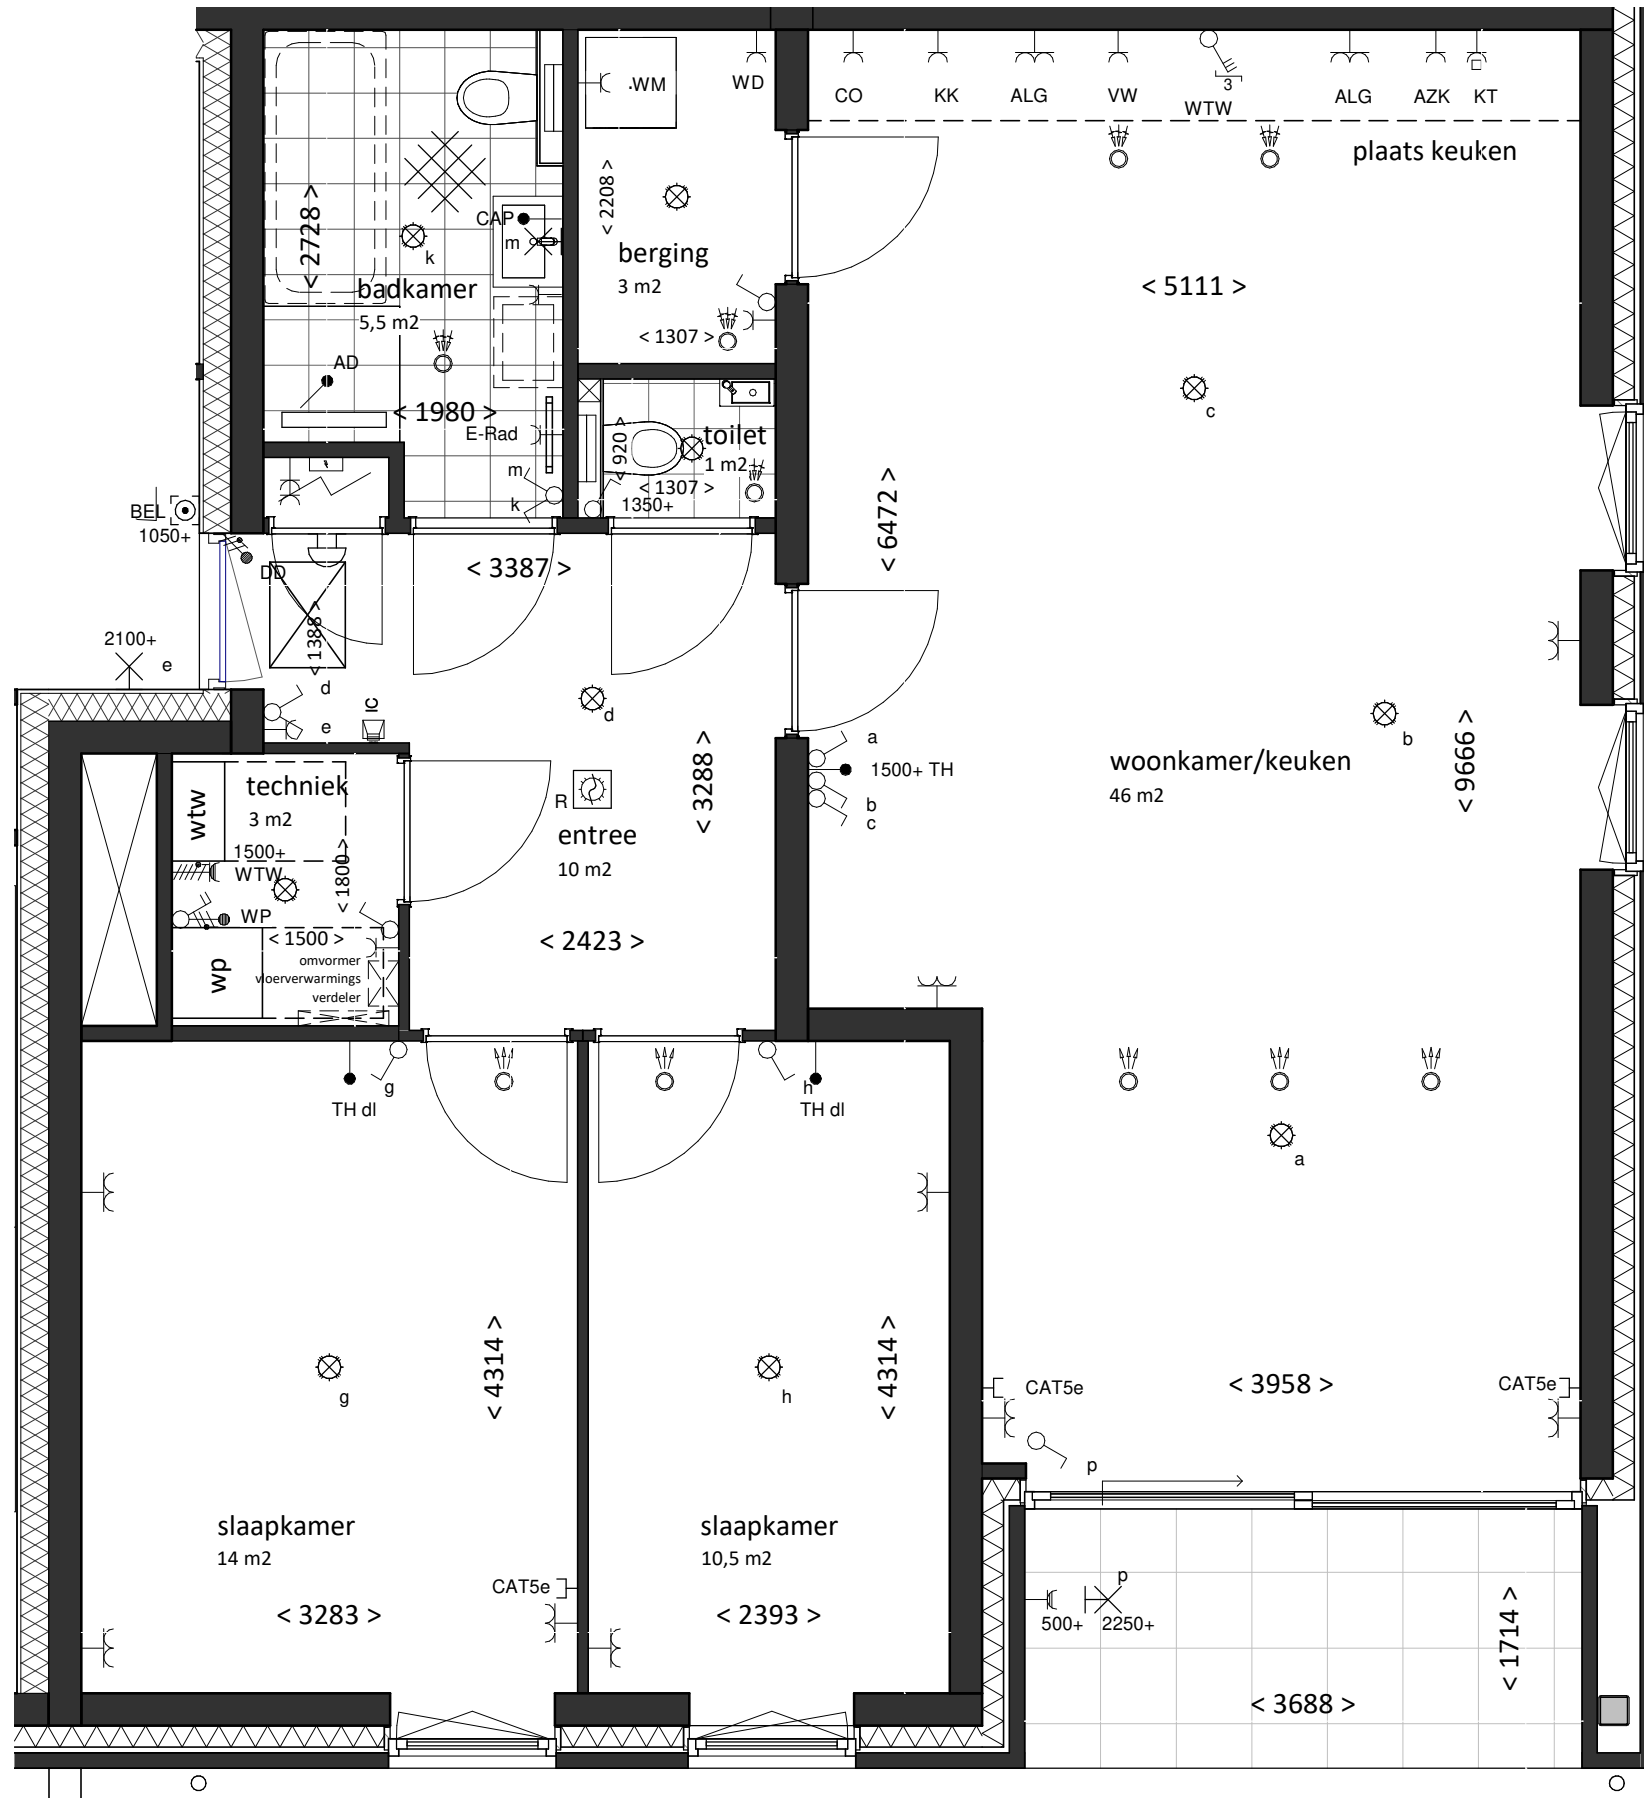 WM
WD
CO
KK
ALG
VW
WTW
3
ALG
AZK
KT
plaats keuken
< 2728 >
CAP
m
k
badkamer
5,5 m2
AD
< 1980 >
E-Rad
m
k
< 2208 >
berging
3 m2
< 1307 >
< 920 >
toilet
1 m2
< 1307 >
1350+
< 5111 >
c
< 6472 >
BEL
1050+
DD
< 3387 >
< 1388 >
2100+
e
d
e
IC
d
a
1500+ TH
b
c
woonkamer/keuken
46 m2
b
< 9666 >
techniek
3 m2
wtw
1500+
WTW
< 1800 >
WP
wp
< 1500 >
omvormer
vloerverwarmings
verdeler
R
entree
10 m2
< 3288 >
< 2423 >
g
TH dl
h
TH dl
a
g
< 4314 >
h
< 4314 >
CAT5e
< 3958 >
CAT5e
p
slaapkamer
14 m2
CAT5e
< 3283 >
slaapkamer
10,5 m2
< 2393 >
p
500+
2250+
< 1714 >
< 3688 >